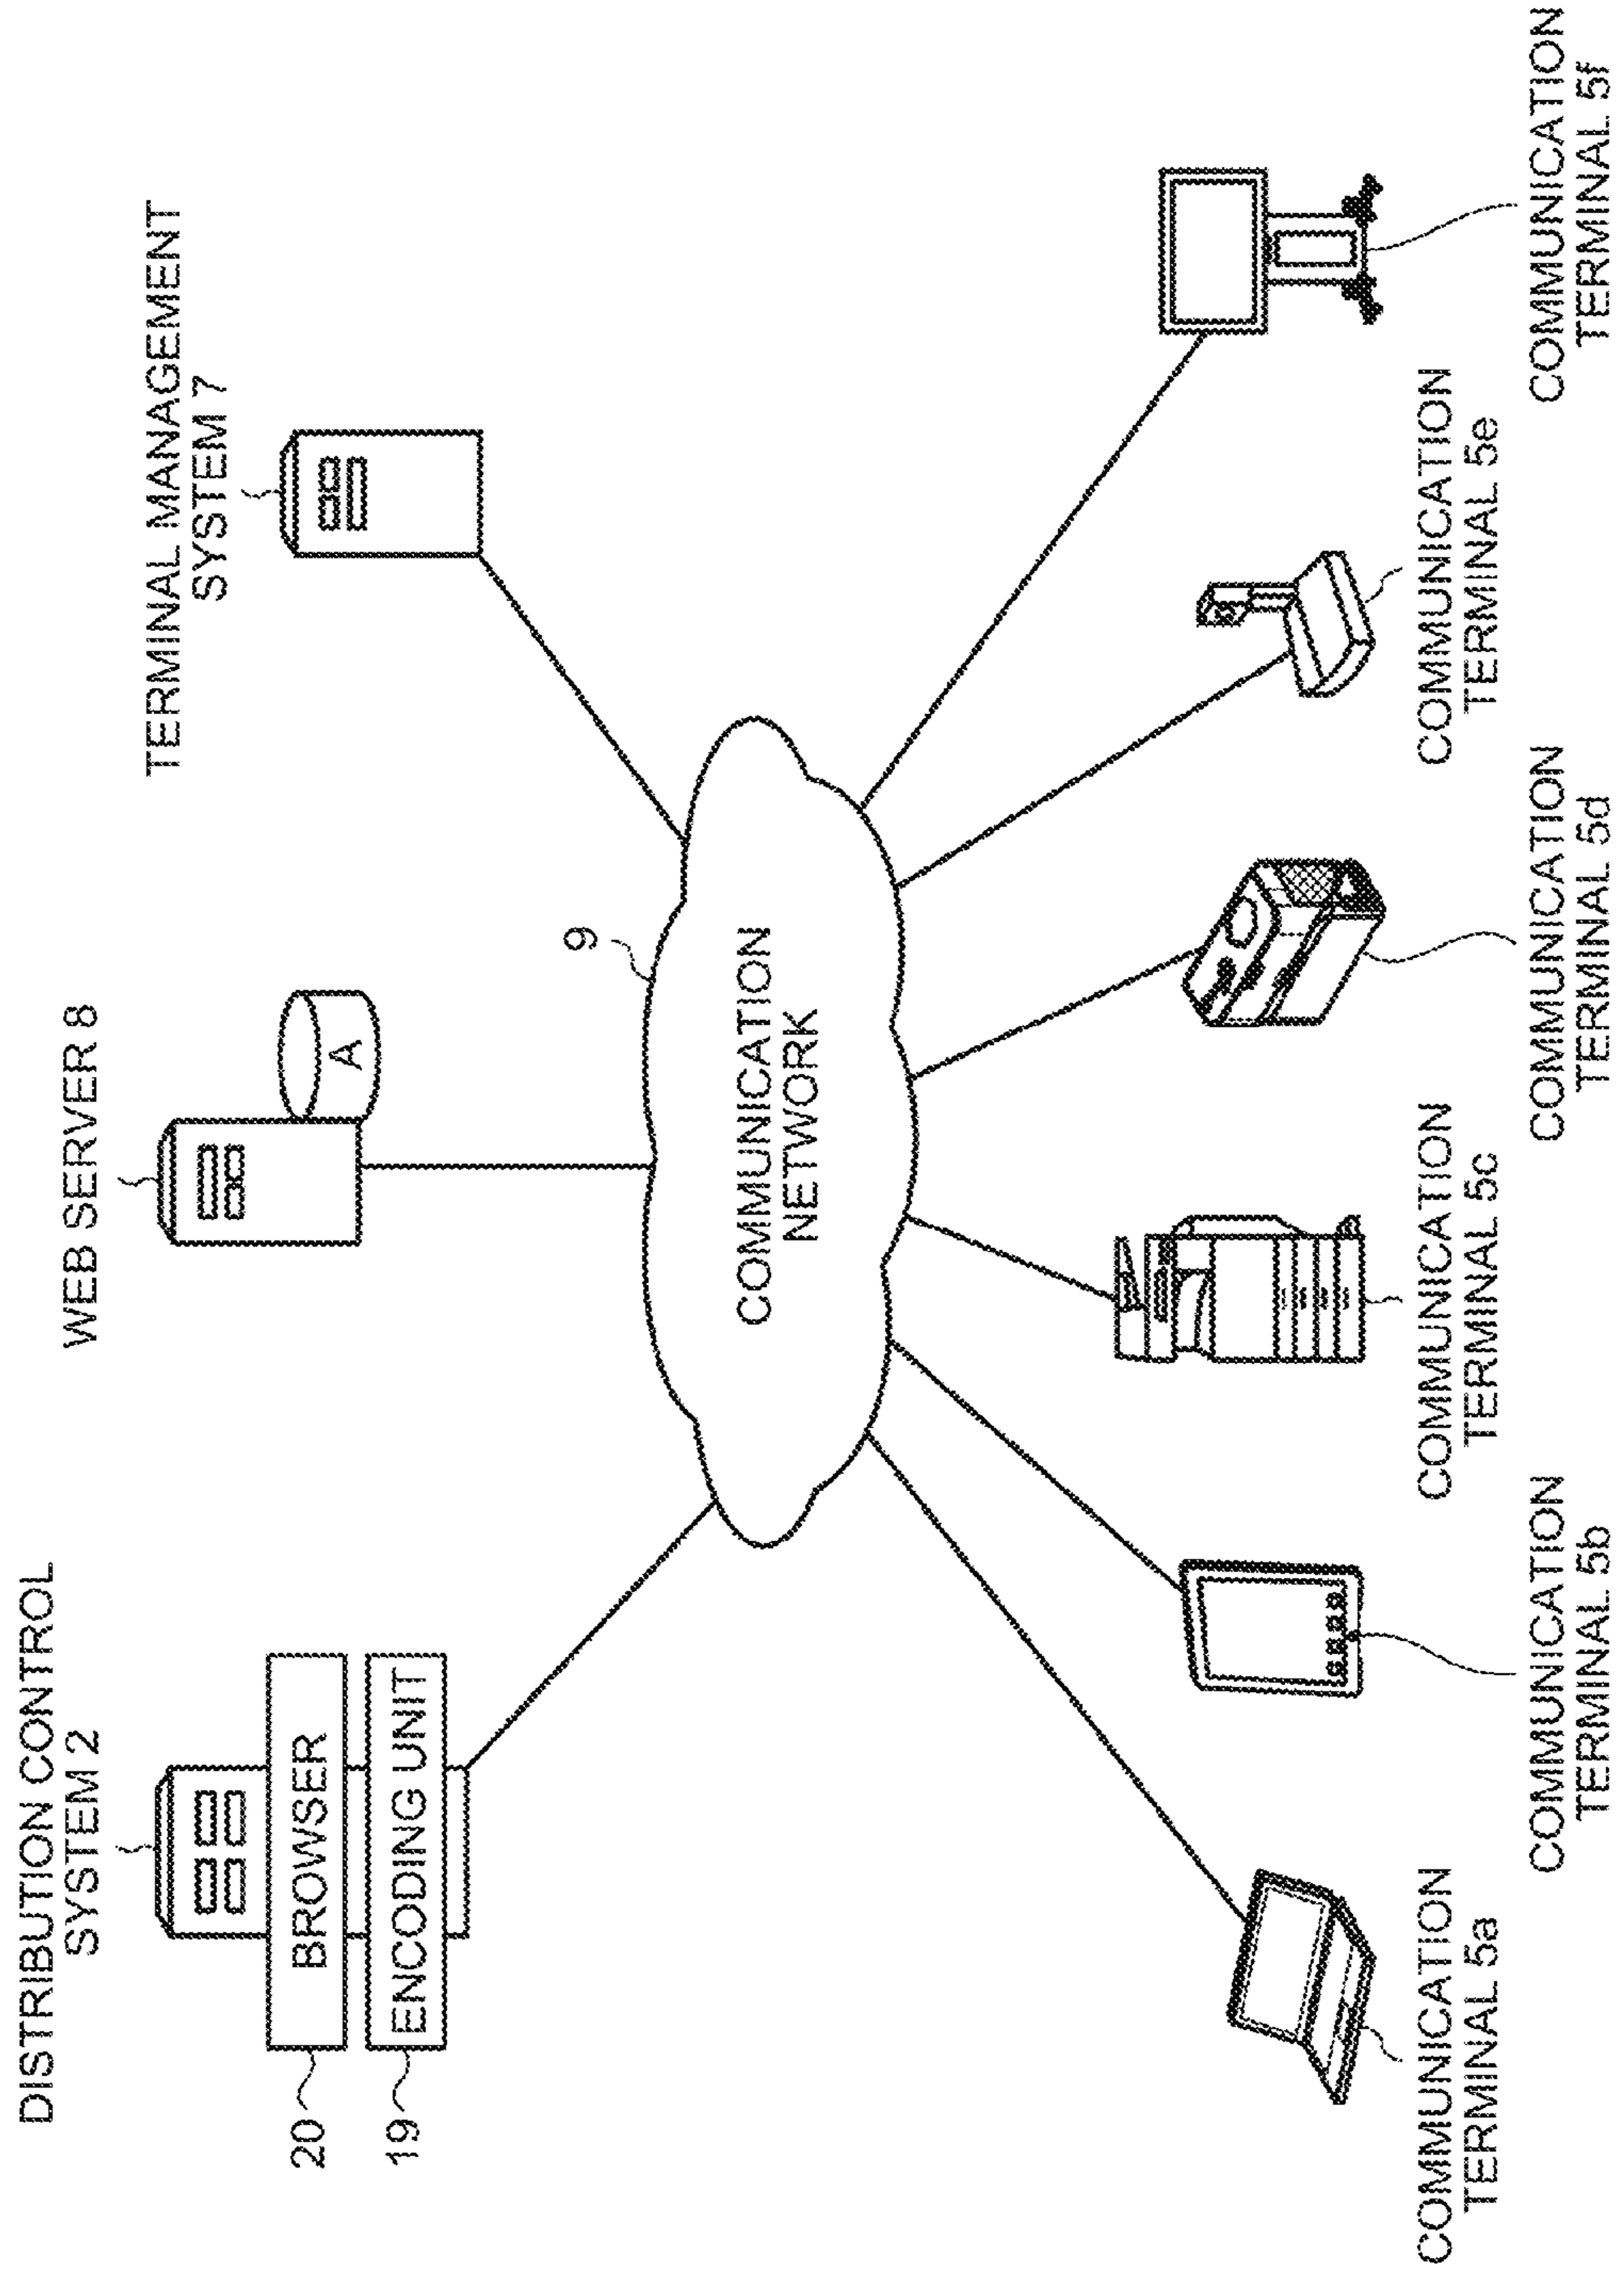 DISTRIBUTION CONTROL
SYSTEM 2
WEB SERVER 8
TERMINAL MANAGEMENT
SYSTEM 7
20
BROWSER
19
ENCODING UNIT
A
9
COMMUNICATION
NETWORK
COMMUNICATION
TERMINAL 5a
COMMUNICATION
TERMINAL 5b
COMMUNICATION
TERMINAL 5c
COMMUNICATION
TERMINAL 5d
COMMUNICATION
TERMINAL 5e
COMMUNICATION
TERMINAL 5f